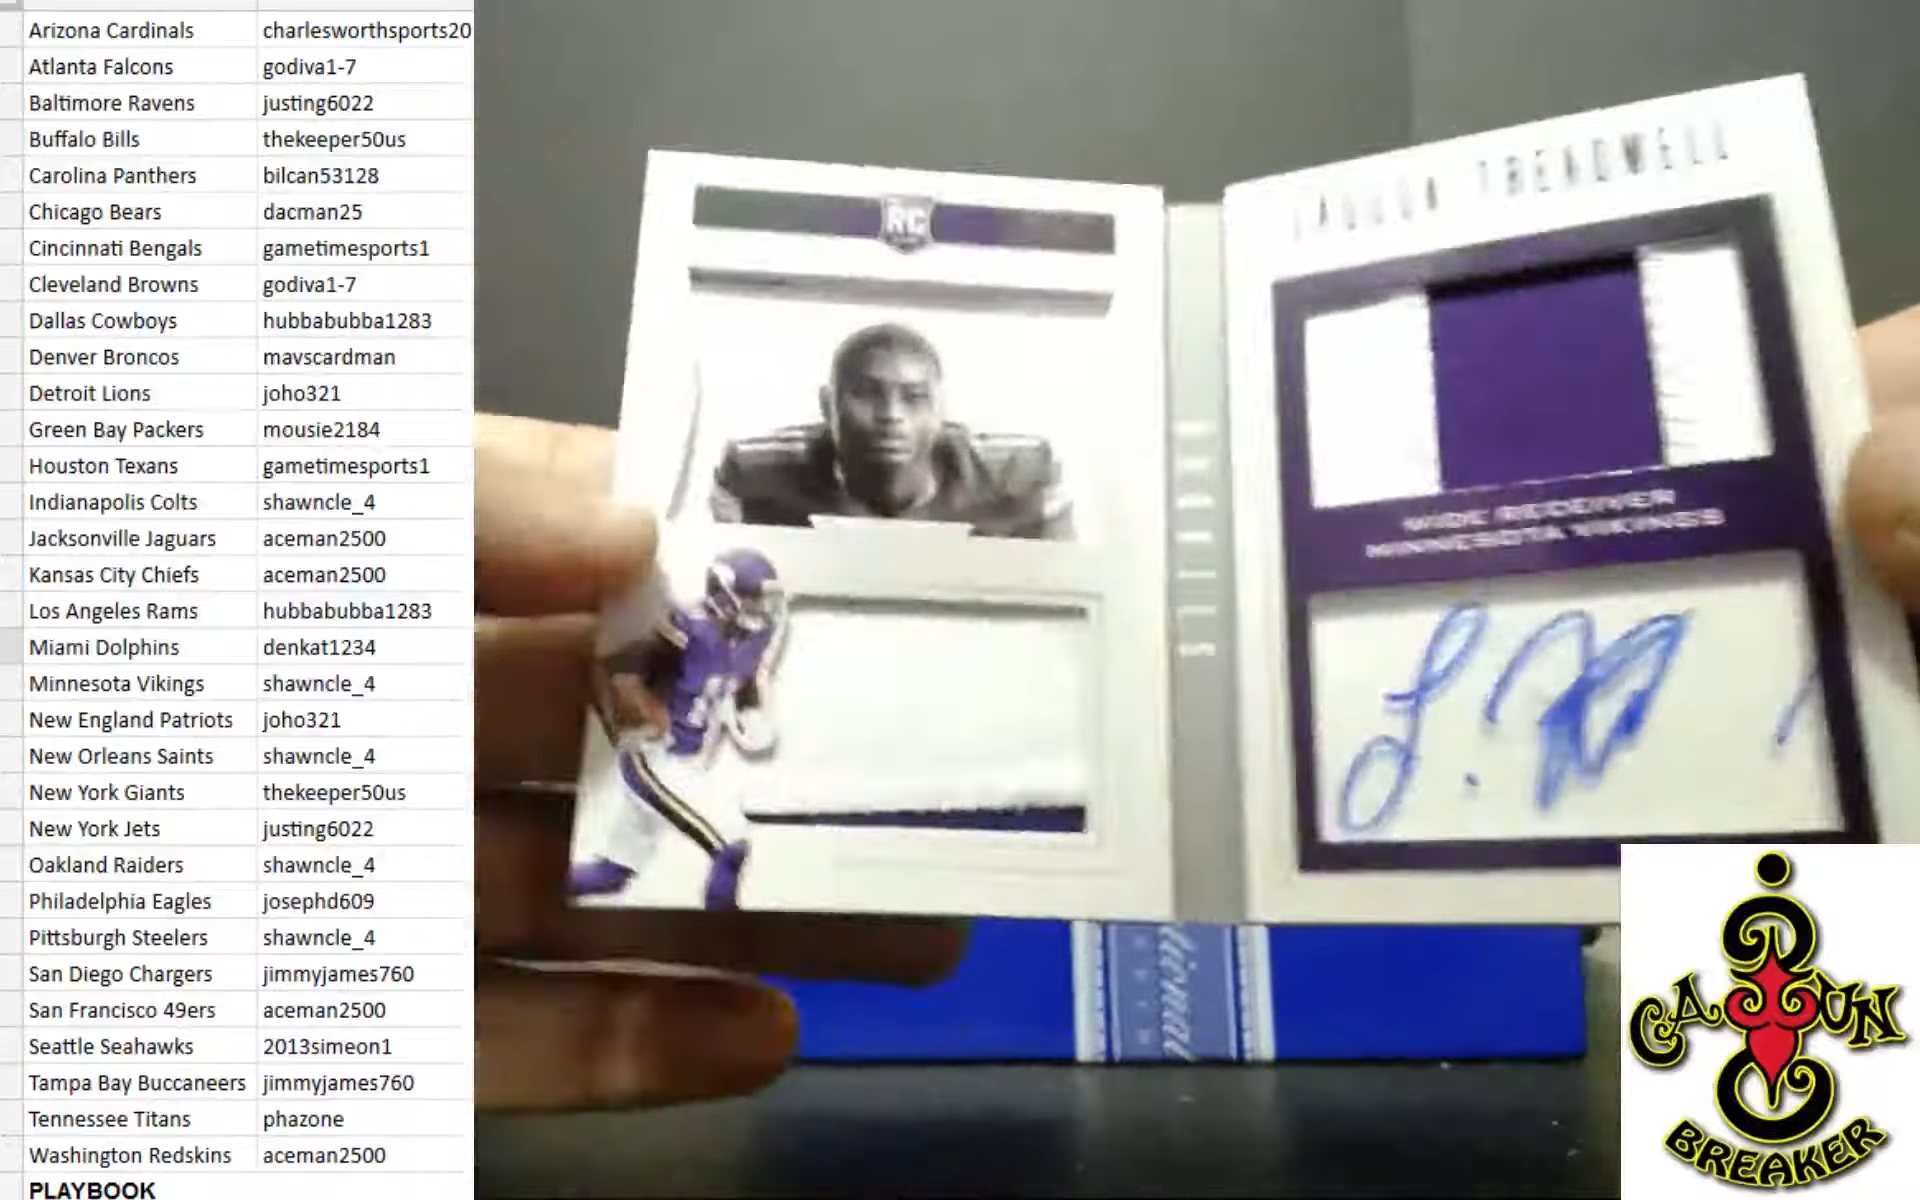 Arizona Cardinals charlesworthsports20
Atlanta Falcons godiva1-7
Baltimore Ravens justing6022
Buffalo Bills thekeeper50us
Carolina Panthers bilcan53128
Chicago Bears dacman25
Cincinnati Bengals gametimesports1
Cleveland Browns godiva1-7
Dallas Cowboys hubbabubba1283
Denver Broncos mavscardman
Detroit Lions joho321
Green Bay Packers mousie2184
Houston Texans gametimesports1
Indianapolis Colts shawncle_4
Jacksonville Jaguars aceman2500
Kansas City Chiefs aceman2500
Los Angeles Rams hubbabubba1283
Miami Dolphins denkat1234
Minnesota Vikings shawncle_4
New England Patriots joho321
New Orleans Saints shawncle_4
New York Giants thekeeper50us
New York Jets justing6022
Oakland Raiders shawncle_4
Philadelphia Eagles josephd609
Pittsburgh Steelers shawncle_4
San Diego Chargers jimmyjames760
San Francisco 49ers aceman2500
Seattle Seahawks 2013simeon1
Tampa Bay Buccaneers jimmyjames760
Tennessee Titans phazone
Washington Redskins aceman2500
PLAYBOOK
RC
TREADWELL
WIDE RECEIVER
MINNESOTA VIKINGS
CAJUN
BREAKER